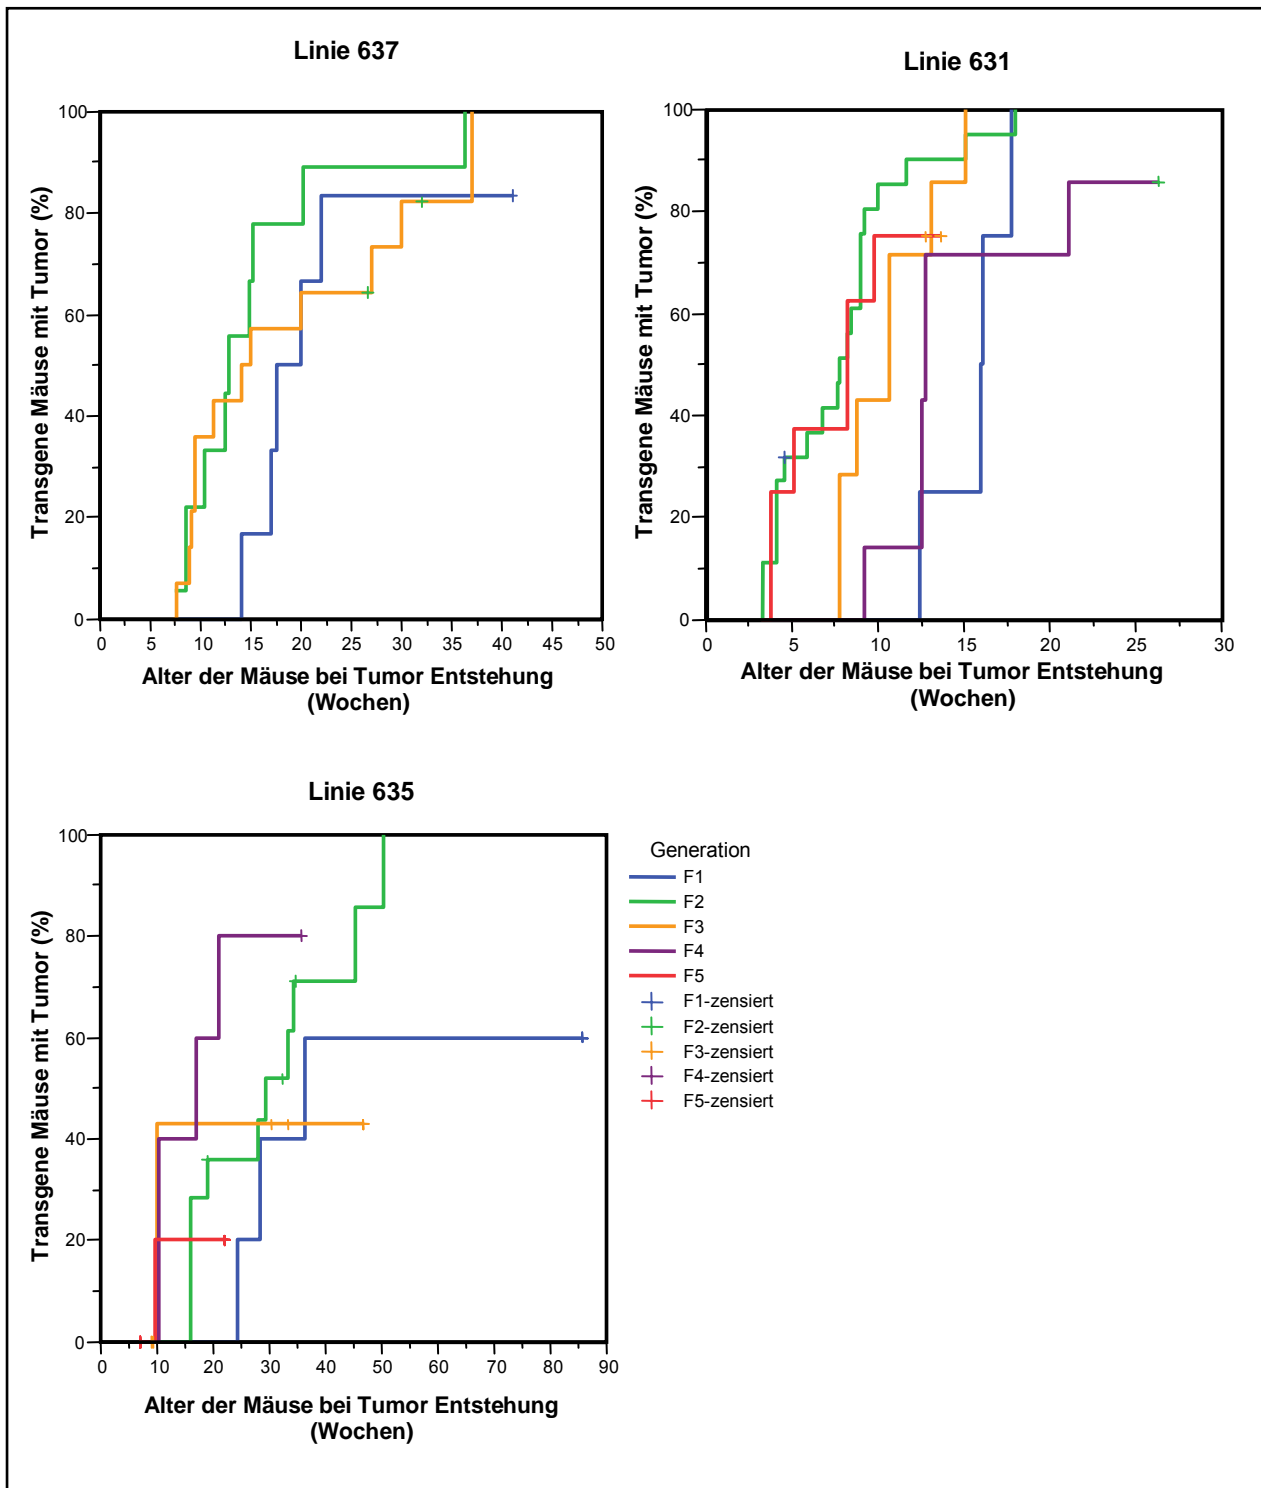 Linie 637
100
80
60
40
20
0
0 5 10 15 20 25 30 35 40 45 50
Transgene Mäuse mit Tumor (%)
Alter der Mäuse bei Tumor Entstehung
(Wochen)
Linie 631
100
80
60
40
20
0
0 5 10 15 20 25 30
Transgene Mäuse mit Tumor (%)
Alter der Mäuse bei Tumor Entstehung
(Wochen)
Linie 635
100
80
60
40
20
0
0 10 20 30 40 50 60 70 80 90
Transgene Mäuse mit Tumor (%)
Alter der Mäuse bei Tumor Entstehung
(Wochen)
Generation
F1
F2
F3
F4
F5
F1-zensiert
F2-zensiert
F3-zensiert
F4-zensiert
F5-zensiert